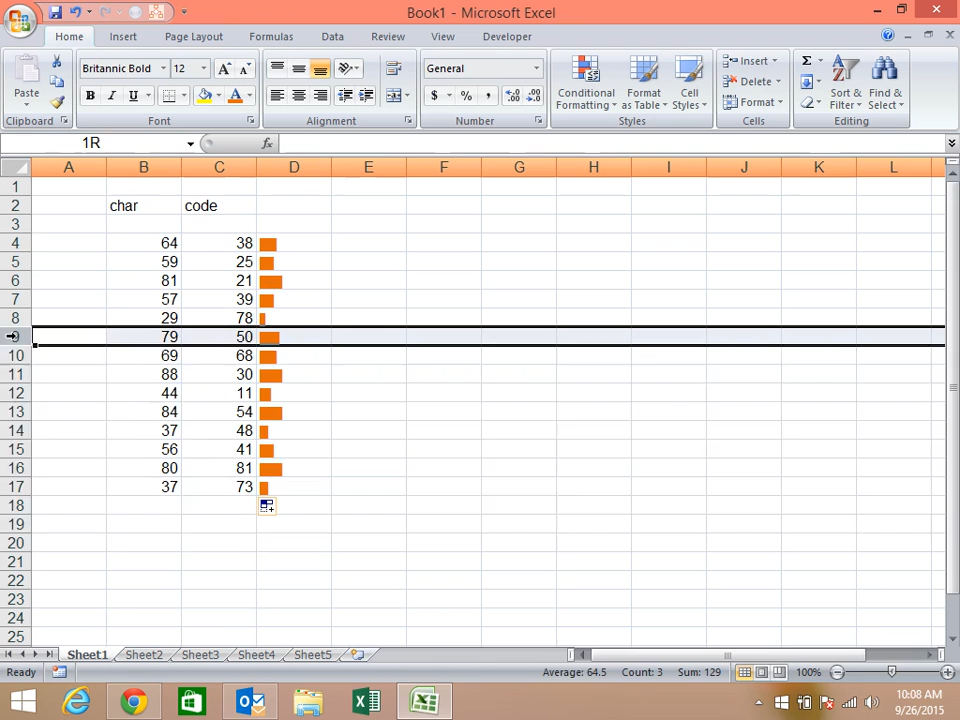 Book1 - Microsoft Excel
Home Insert Page Layout Formulas Data Review View Developer
Paste
Clipboard
Britannic Bold 12 A A
B I U A
Font
Alignment
General
$ % , .00 .0
Number
Conditional Formatting
Format as Table
Cell Styles
Styles
Insert
Delete
Format
Cells
Σ
Sort & Filter
Find & Select
Editing
1R fx
A B C D E F G H I J K L
1
2 char code
3
4 64 38
5 59 25
6 81 21
7 57 39
8 29 78
9 79 50
10 69 68
11 88 30
12 44 11
13 84 54
14 37 48
15 56 41
16 80 81
17 37 73
18
19
20
21
22
23
24
25
Sheet1 Sheet2 Sheet3 Sheet4 Sheet5
Ready Average: 64.5 Count: 3 Sum: 129 100%
10:08 AM
9/26/2015